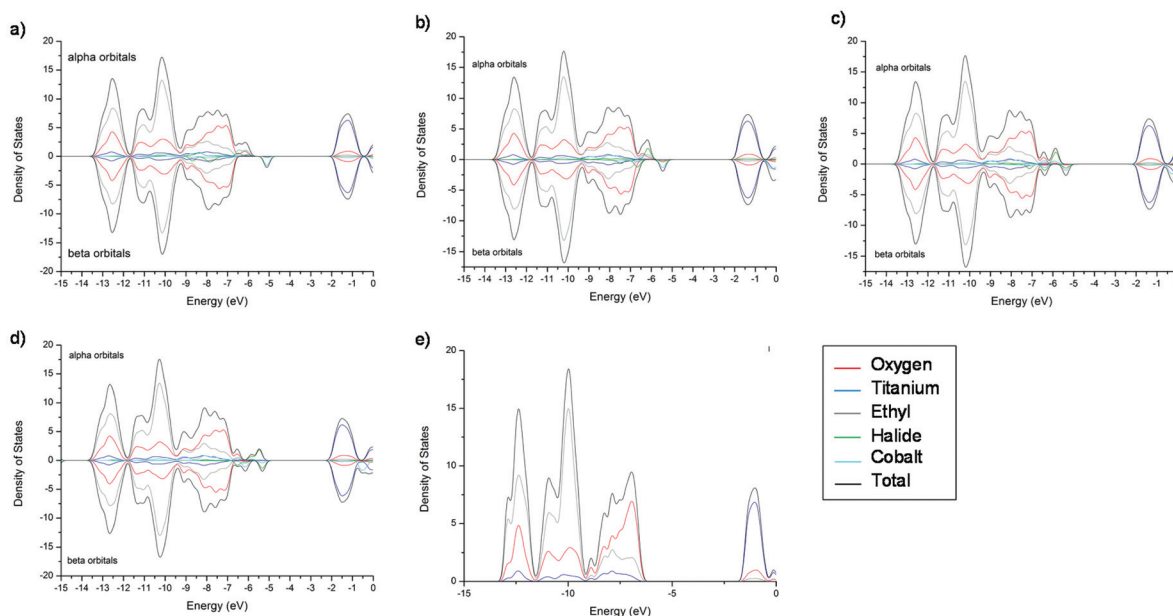 a)
20
15
10
5
0
-5
-10
-15
-20
alpha orbitals
beta orbitals
Density of States
-15 -14 -13 -12 -11 -10 -9 -8 -7 -6 -5 -4 -3 -2 -1 0
Energy (eV)
b)
20
15
10
5
0
-5
-10
-15
alpha orbitals
beta orbitals
Density of States
-15 -14 -13 -12 -11 -10 -9 -8 -7 -6 -5 -4 -3 -2 -1 0
Energy (eV)
c)
20
15
10
5
0
-5
-10
-15
alpha orbitals
beta orbitals
Density of States
-15 -14 -13 -12 -11 -10 -9 -8 -7 -6 -5 -4 -3 -2 -1
Energy (eV)
d)
20
15
10
5
0
-5
-10
-15
-20
alpha orbitals
beta orbitals
Density of States
-15 -14 -13 -12 -11 -10 -9 -8 -7 -6 -5 -4 -3 -2 -1 0
Energy (eV)
e)
20
15
10
5
0
Density of States
-15 -10 -5 0
Energy (eV)
Oxygen
Titanium
Ethyl
Halide
Cobalt
Total